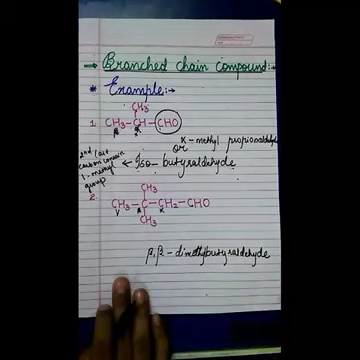 → Branched chain compound:→
* Example:→
CH3
1. CH3 – CH – CHO
β α
α – methyl propionaldehyde
or
2nd last
carbon contain
1 – methyl
group
← Iso – butyraldehyde
2.
CH3
CH3 – C – CH2 – CHO
γ β α
CH3
β, β – dimethylbutyraldehyde